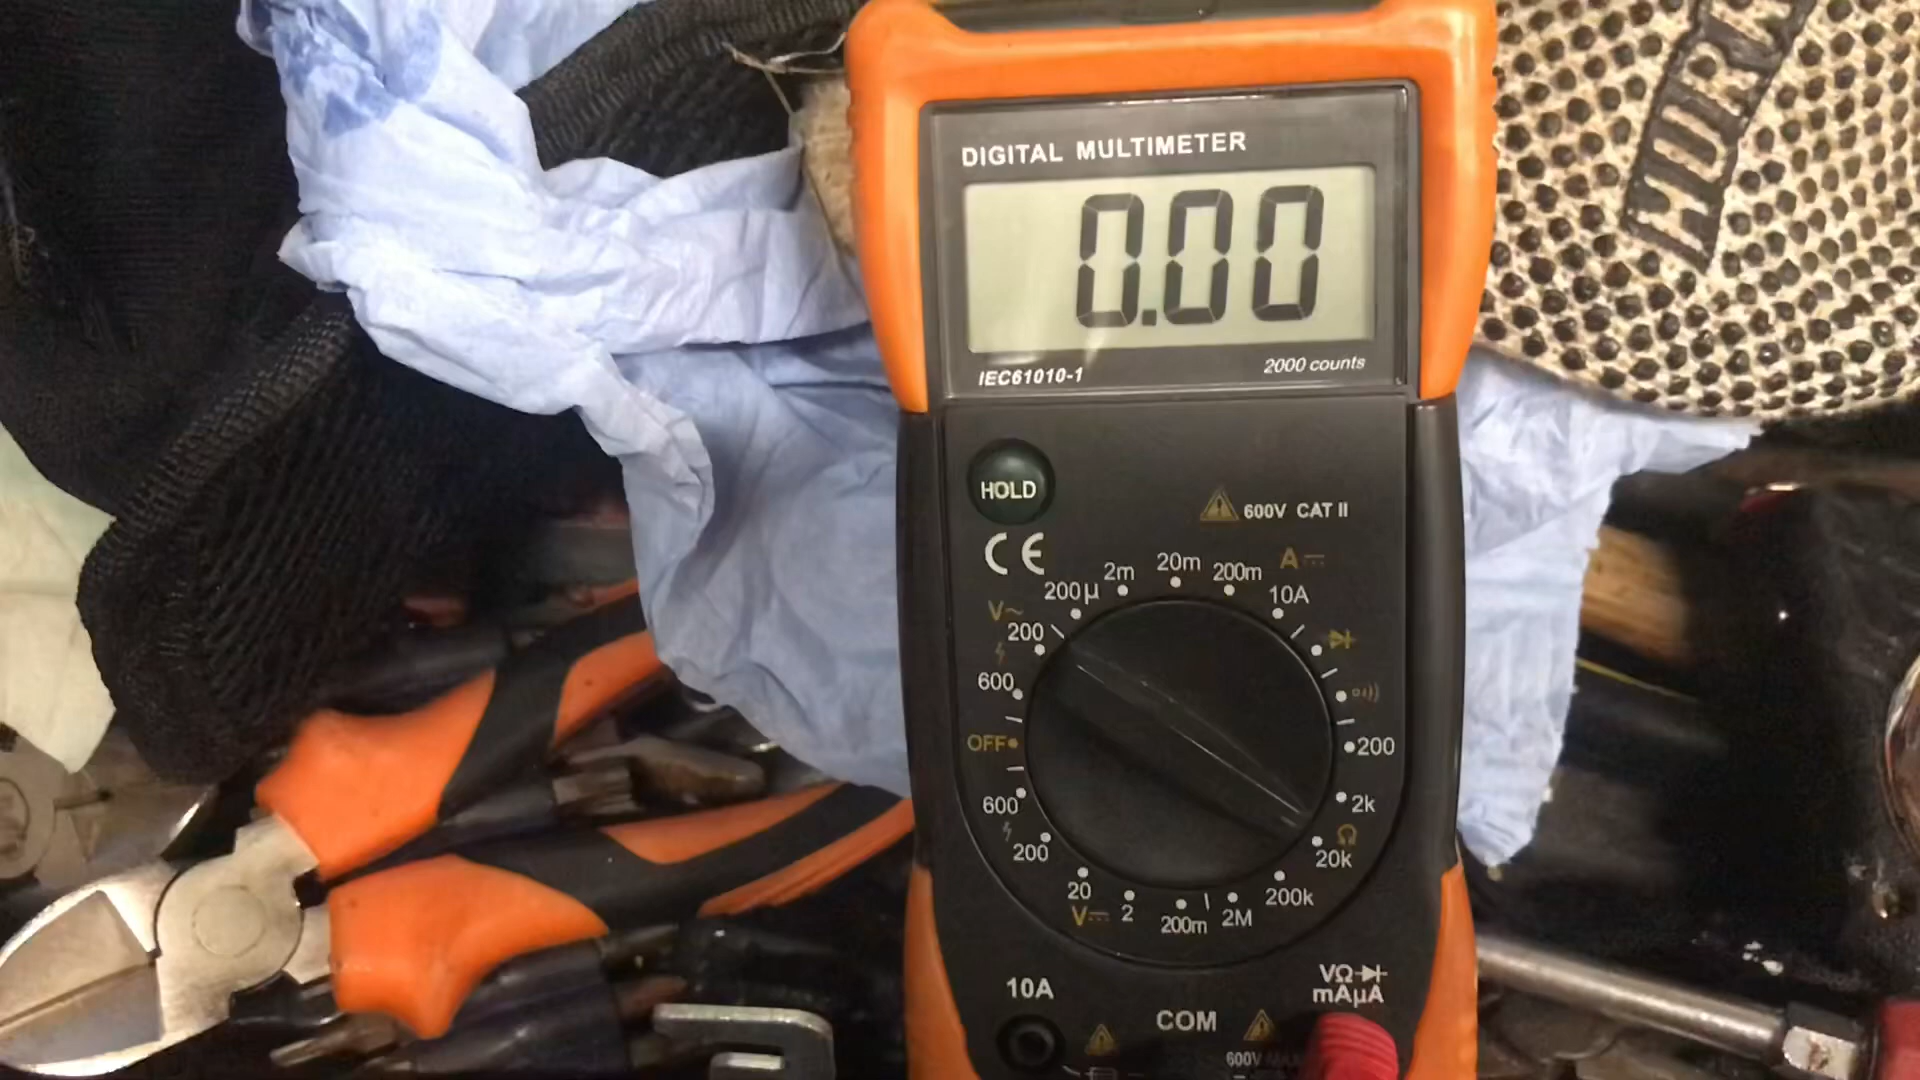 DIGITAL MULTIMETER
0.00
IEC61010-1 2000 counts
HOLD
600V CAT II
CE
200µ 2m 20m 200m A
10A
V~
200
600
OFF
200
2k
Ω
20k
200k
2M
600
200
20
V
2
200m
10A
COM
VΩ
mAµA
600V